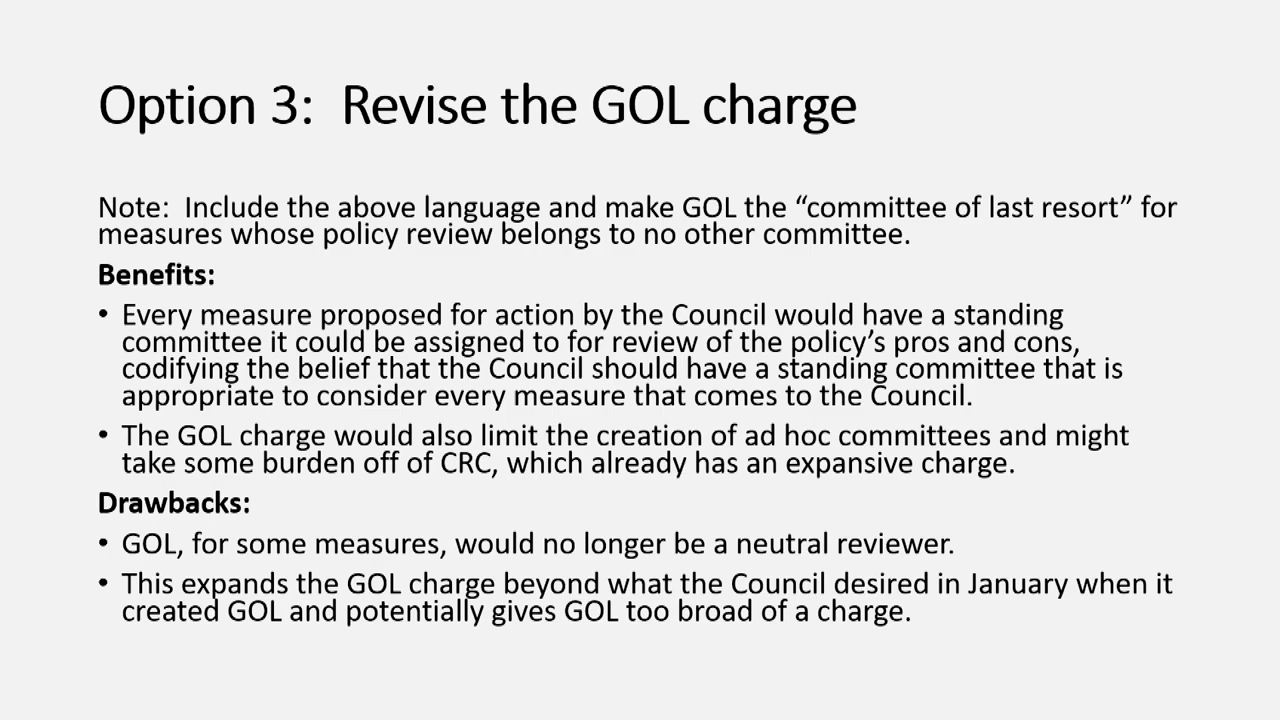 Option 3:  Revise the GOL charge
Note:  Include the above language and make GOL the “committee of last resort” for
measures whose policy review belongs to no other committee.
Benefits:
• Every measure proposed for action by the Council would have a standing
committee it could be assigned to for review of the policy’s pros and cons,
codifying the belief that the Council should have a standing committee that is
appropriate to consider every measure that comes to the Council.
• The GOL charge would also limit the creation of ad hoc committees and might
take some burden off of CRC, which already has an expansive charge.
Drawbacks:
• GOL, for some measures, would no longer be a neutral reviewer.
• This expands the GOL charge beyond what the Council desired in January when it
created GOL and potentially gives GOL too broad of a charge.